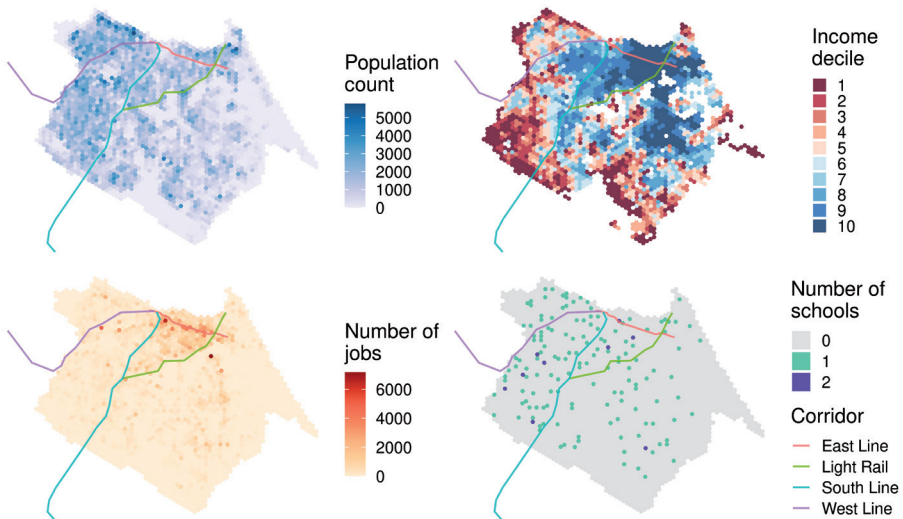 Population
count
5000
4000
3000
2000
1000
0
Income
decile
1
2
3
4
5
6
7
8
9
10
Number of
jobs
6000
4000
2000
0
Number of
schools
0
1
2
Corridor
East Line
Light Rail
South Line
West Line